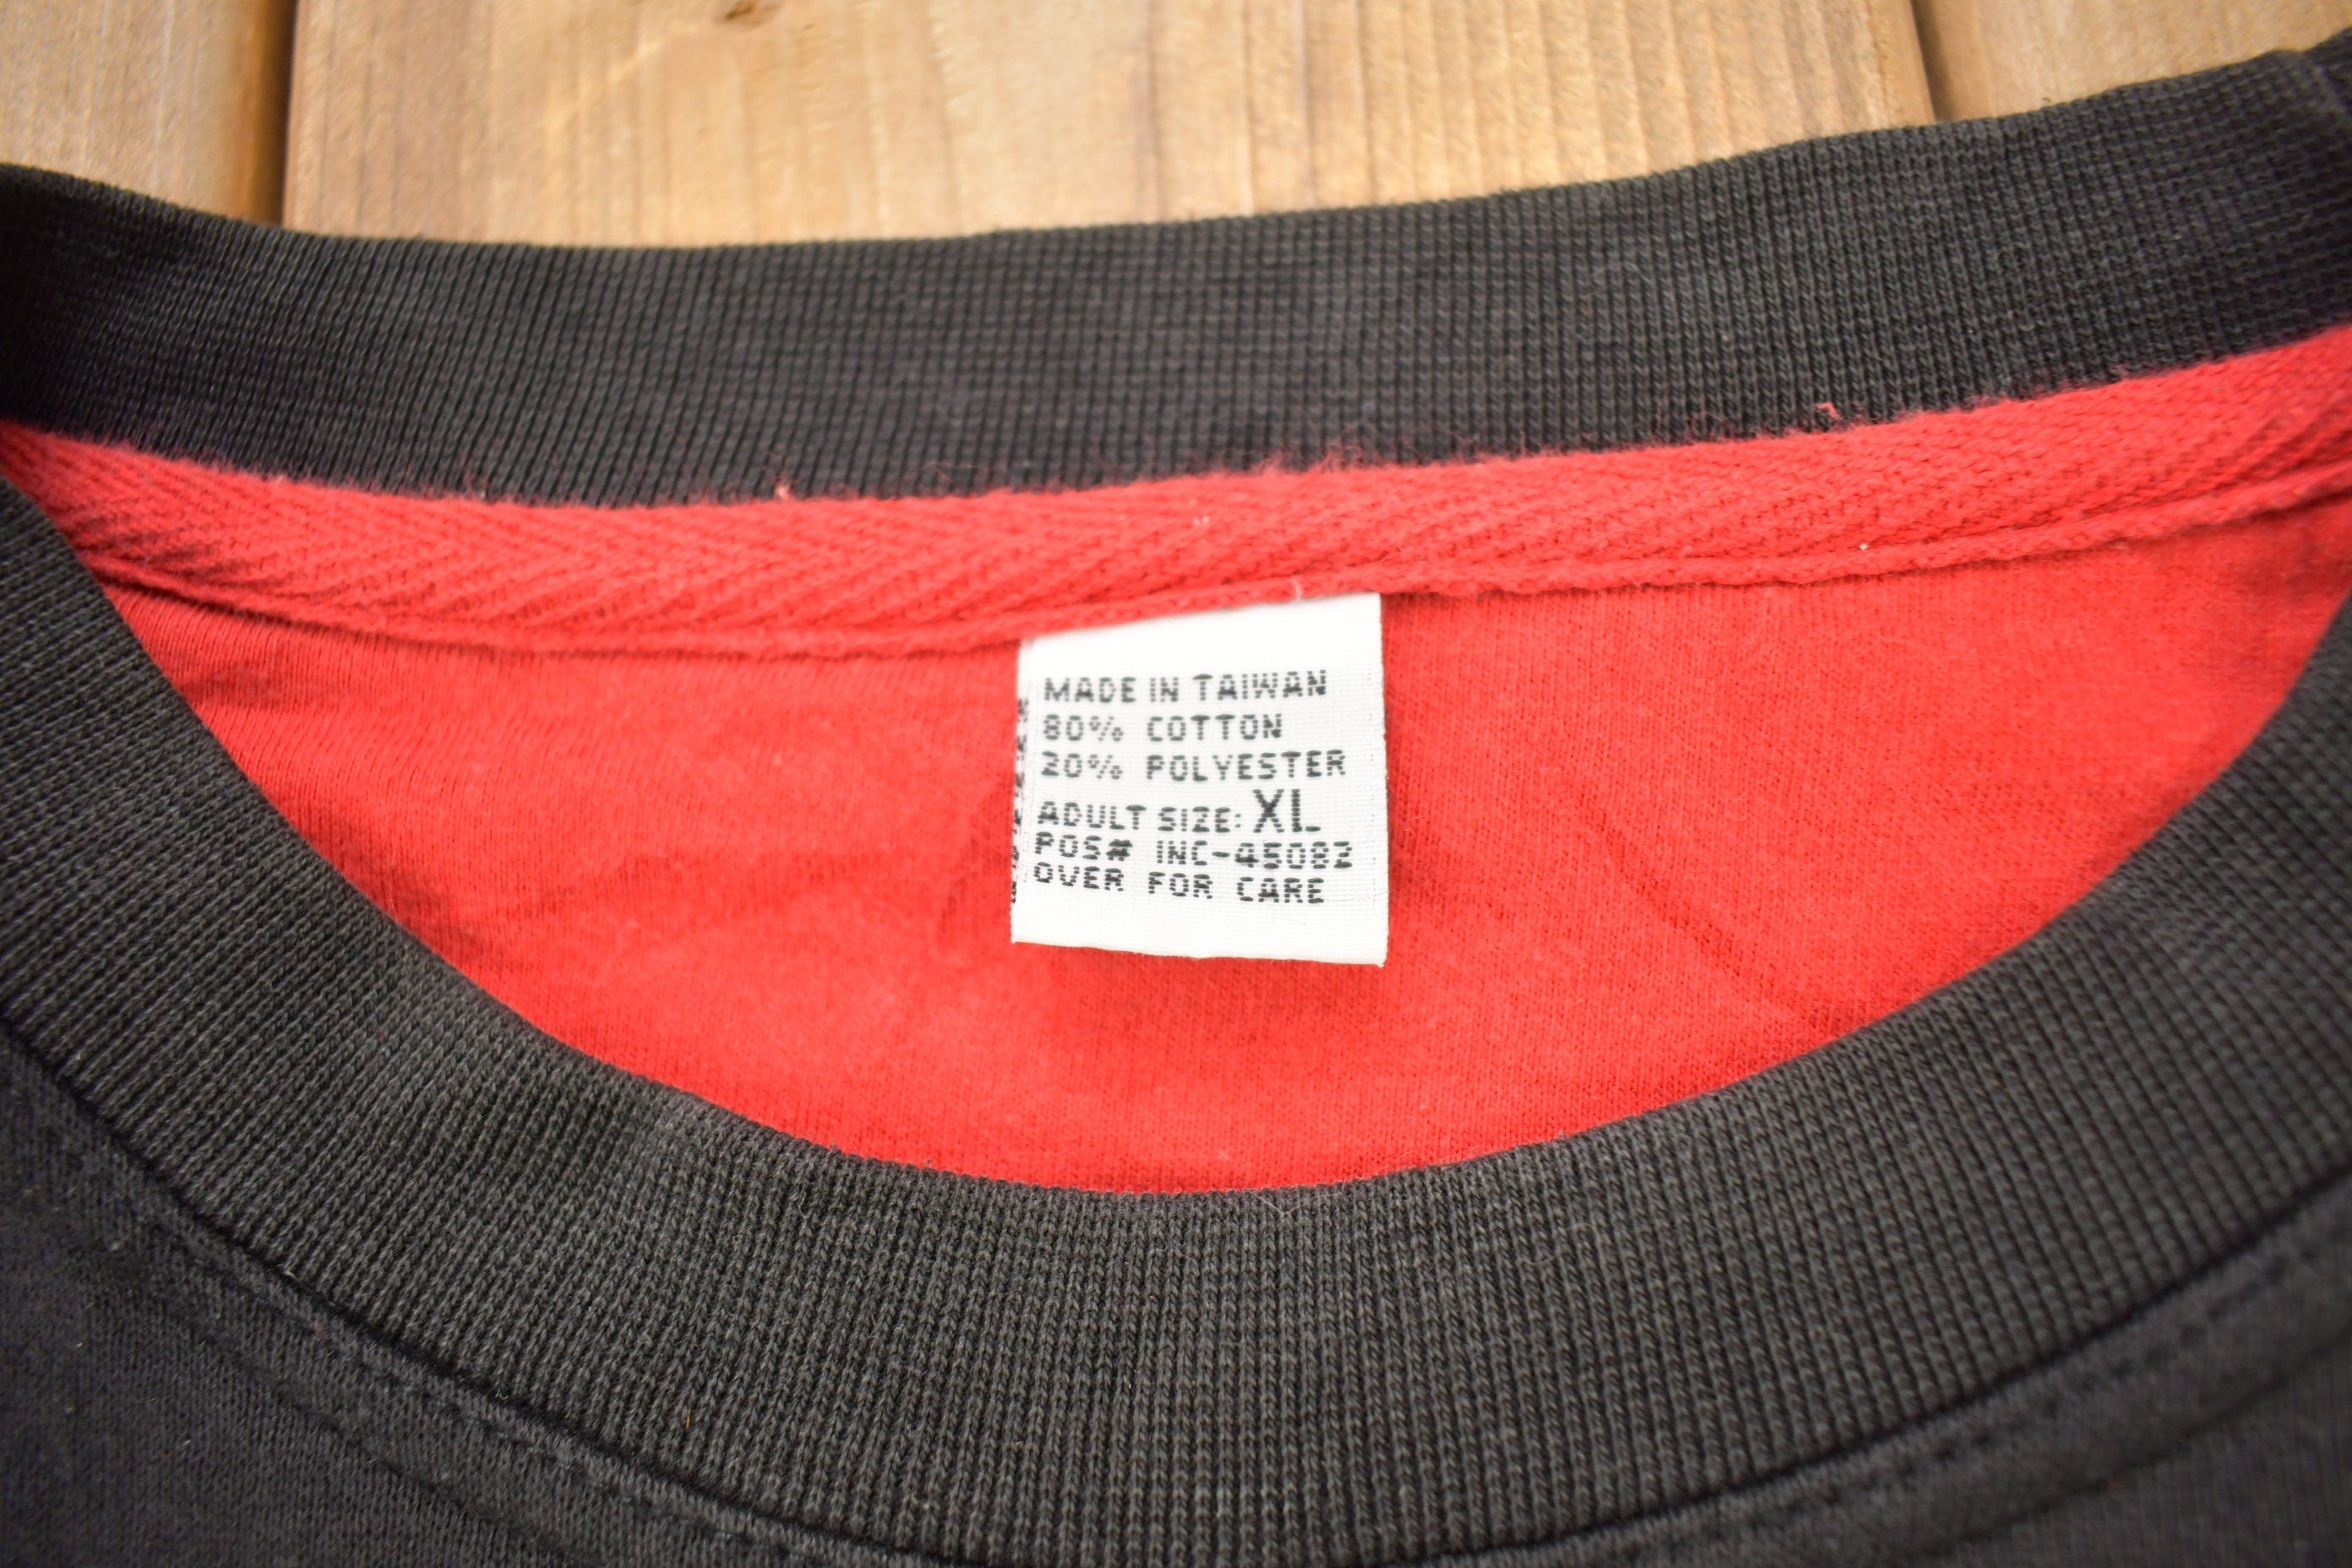 MADE IN TAIWAN
80% COTTON
20% POLYESTER
ADULT SIZE: XL
POS# INC-45082
OVER FOR CARE